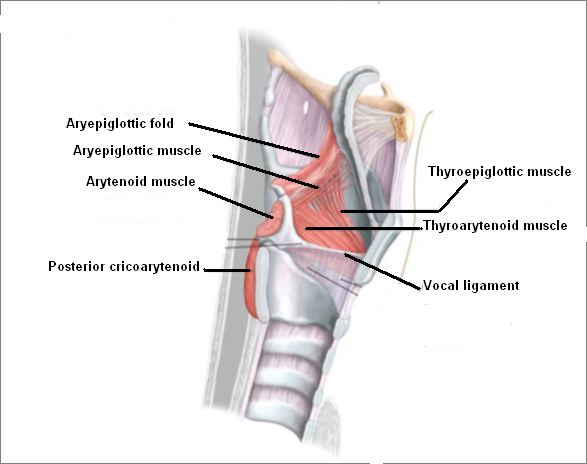 Aryepiglottic fold
Aryepiglottic muscle
Arytenoid muscle
Posterior cricoarytenoid
Thyroepiglottic muscle
Thyroarytenoid muscle
Vocal ligament